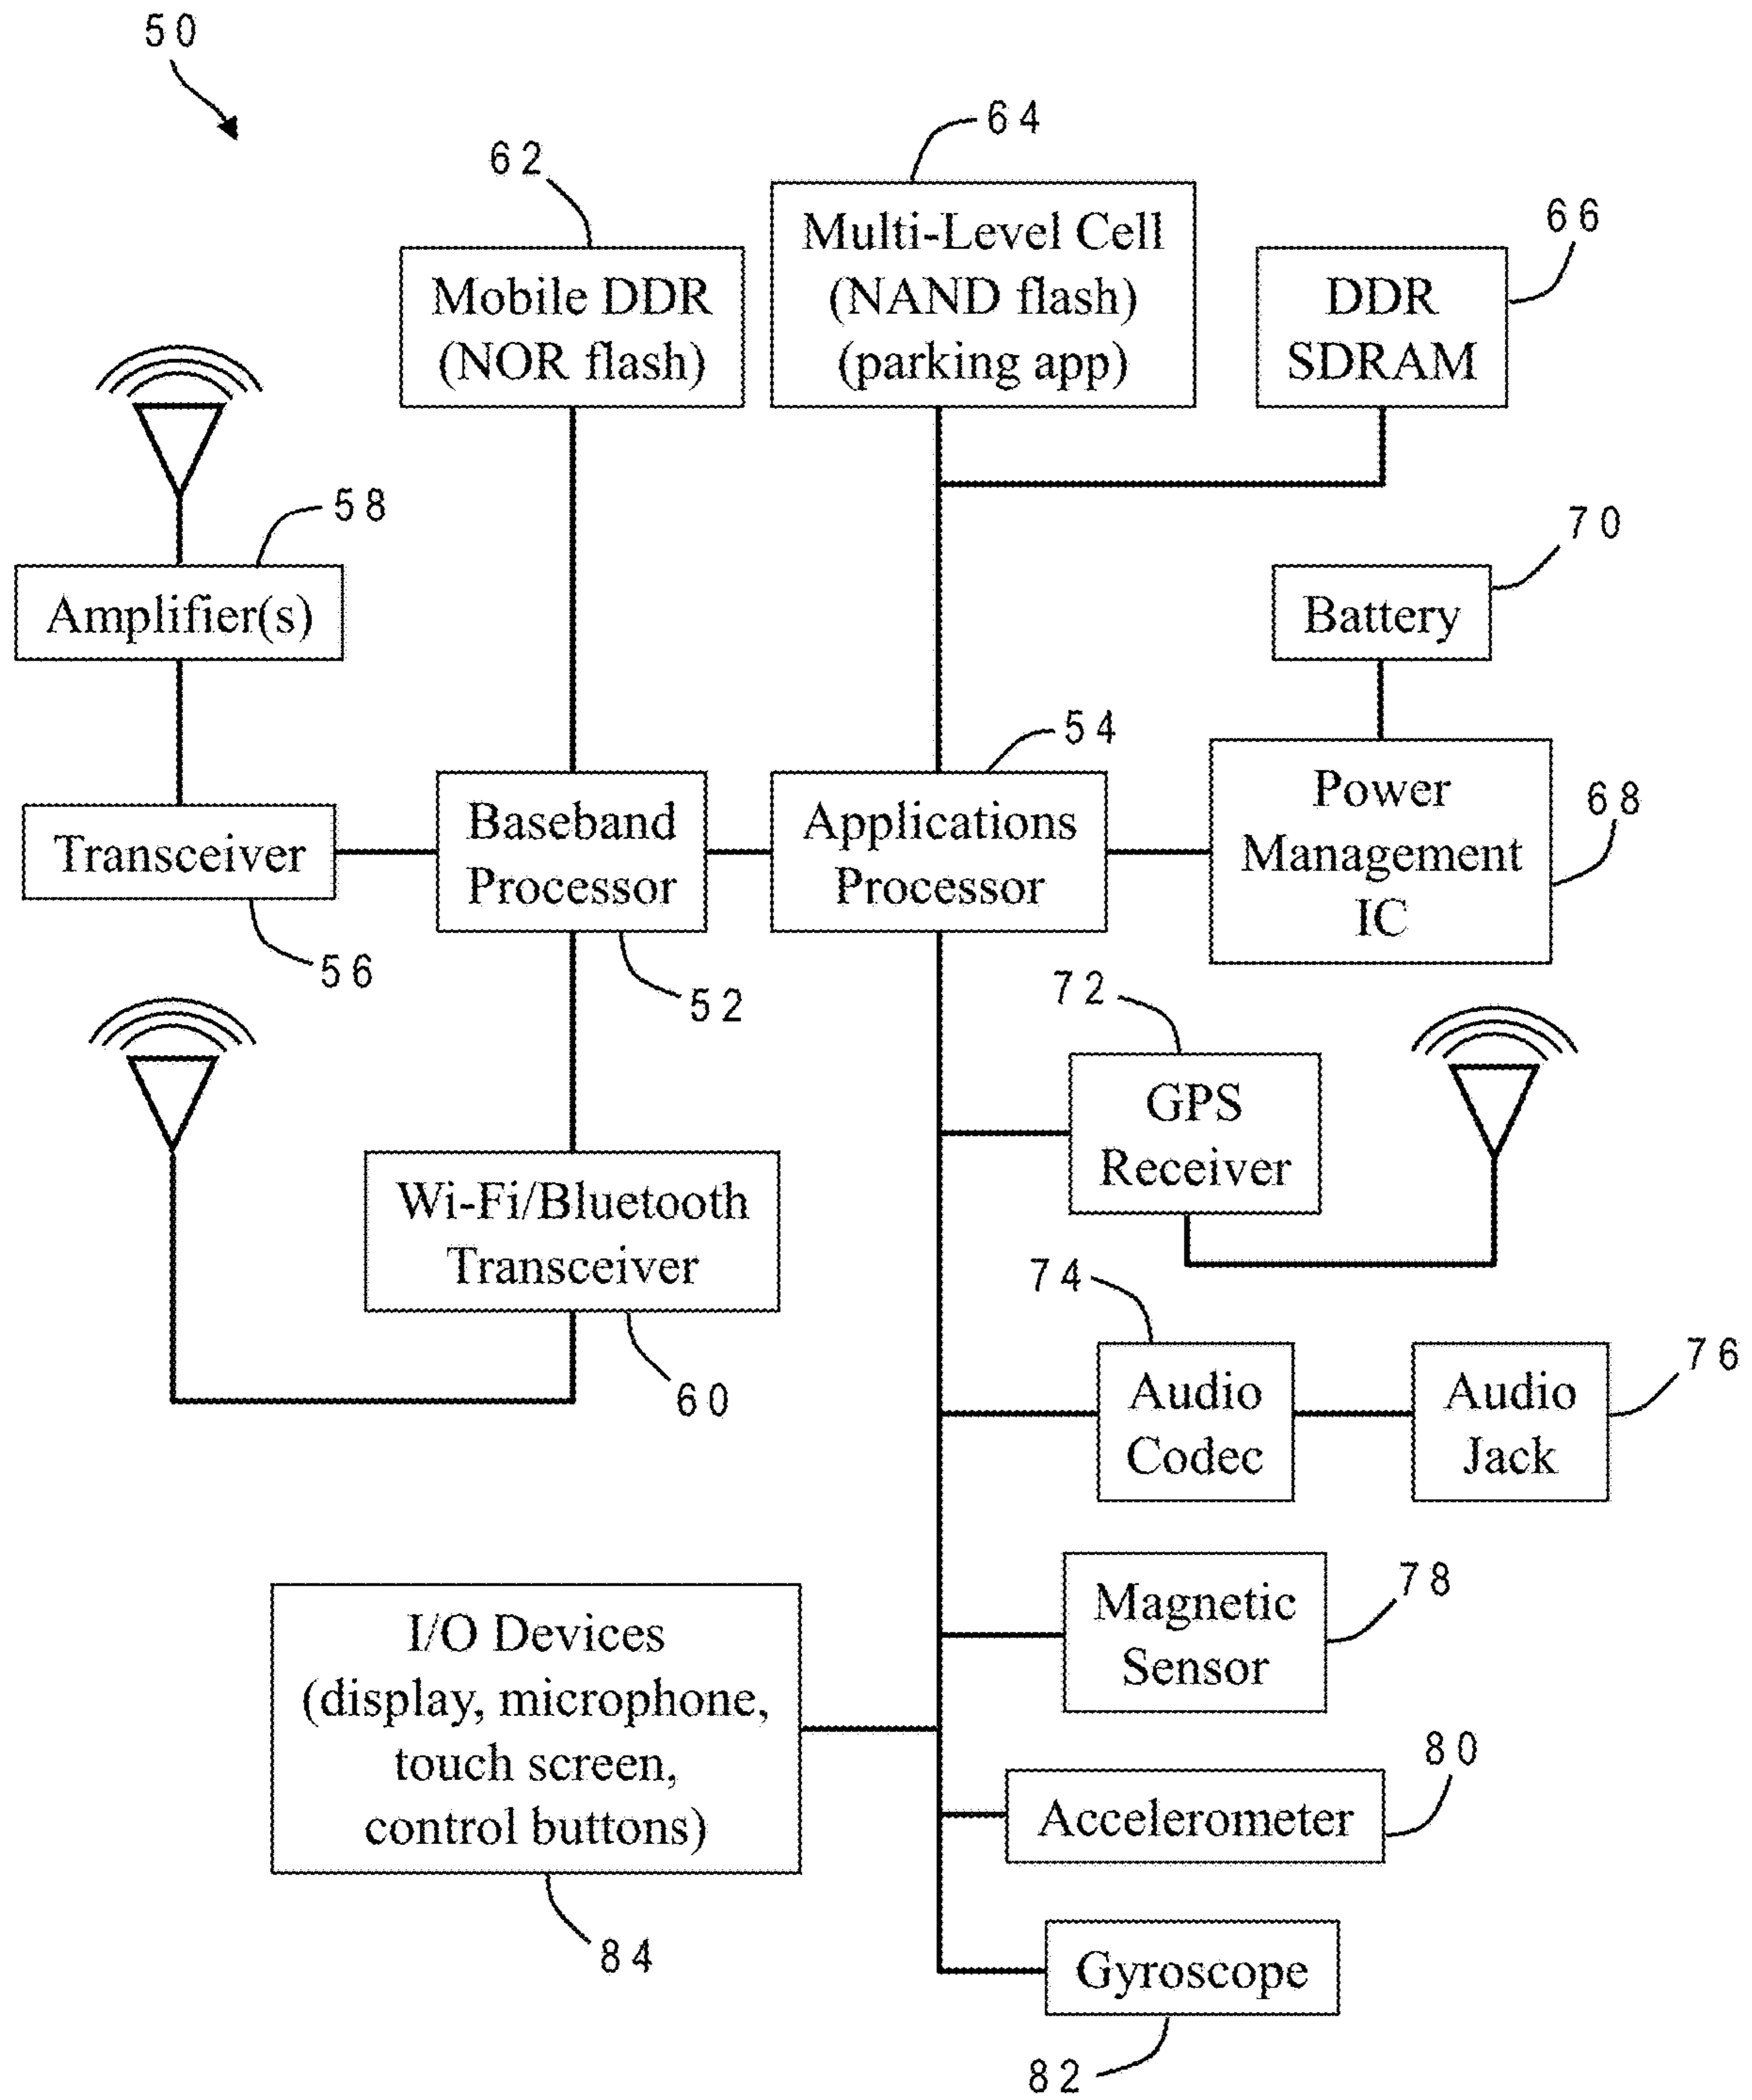 50
64
62
66
Multi-Level Cell
(NAND flash)
(parking app)
Mobile DDR
(NOR flash)
DDR
SDRAM
58
70
Amplifier(s)
Battery
54
Baseband
Processor
Applications
Processor
Power
Management
IC
68
Transceiver
56
52
72
GPS
Receiver
Wi-Fi/Bluetooth
Transceiver
60
74
76
Audio
Codec
Audio
Jack
78
Magnetic
Sensor
I/O Devices
(display, microphone,
touch screen,
control buttons)
80
Accelerometer
84
Gyroscope
82